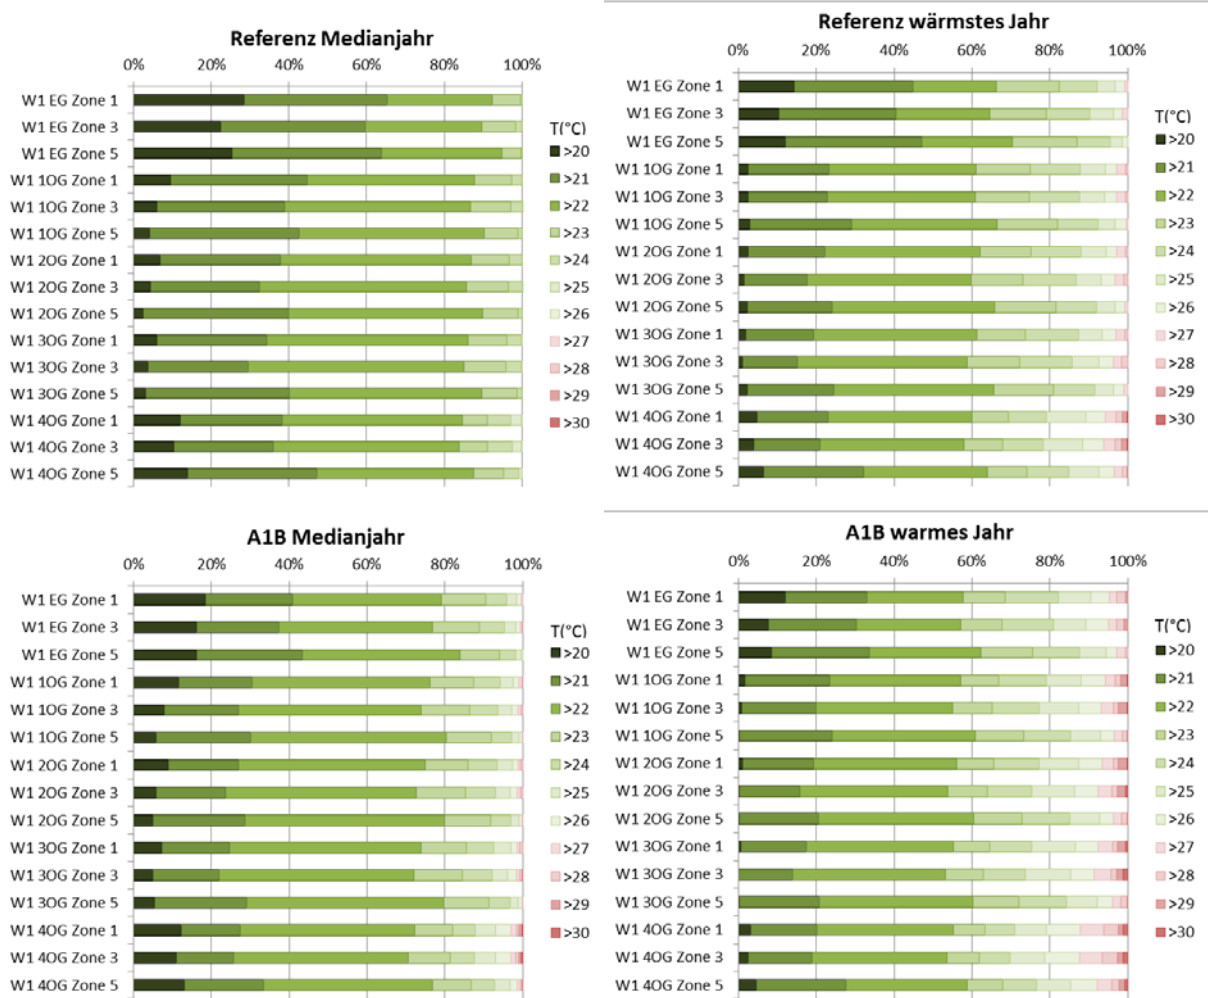 Referenz Medianjahr
0% 20% 40% 60% 80% 100%
W1 EG Zone 1
W1 EG Zone 3
W1 EG Zone 5
W1 1OG Zone 1
W1 1OG Zone 3
W1 1OG Zone 5
W1 2OG Zone 1
W1 2OG Zone 3
W1 2OG Zone 5
W1 3OG Zone 1
W1 3OG Zone 3
W1 3OG Zone 5
W1 4OG Zone 1
W1 4OG Zone 3
W1 4OG Zone 5
T(°C)
>20
>21
>22
>23
>24
>25
>26
>27
>28
>29
>30
Referenz wärmstes Jahr
0% 20% 40% 60% 80% 100%
W1 EG Zone 1
W1 EG Zone 3
W1 EG Zone 5
W1 1OG Zone 1
W1 1OG Zone 3
W1 1OG Zone 5
W1 2OG Zone 1
W1 2OG Zone 3
W1 2OG Zone 5
W1 3OG Zone 1
W1 3OG Zone 3
W1 3OG Zone 5
W1 4OG Zone 1
W1 4OG Zone 3
W1 4OG Zone 5
T(°C)
>20
>21
>22
>23
>24
>25
>26
>27
>28
>29
>30
A1B Medianjahr
0% 20% 40% 60% 80% 100%
W1 EG Zone 1
W1 EG Zone 3
W1 EG Zone 5
W1 1OG Zone 1
W1 1OG Zone 3
W1 1OG Zone 5
W1 2OG Zone 1
W1 2OG Zone 3
W1 2OG Zone 5
W1 3OG Zone 1
W1 3OG Zone 3
W1 3OG Zone 5
W1 4OG Zone 1
W1 4OG Zone 3
W1 4OG Zone 5
T(°C)
>20
>21
>22
>23
>24
>25
>26
>27
>28
>29
>30
A1B warmes Jahr
0% 20% 40% 60% 80% 100%
W1 EG Zone 1
W1 EG Zone 3
W1 EG Zone 5
W1 1OG Zone 1
W1 1OG Zone 3
W1 1OG Zone 5
W1 2OG Zone 1
W1 2OG Zone 3
W1 2OG Zone 5
W1 3OG Zone 1
W1 3OG Zone 3
W1 3OG Zone 5
W1 4OG Zone 1
W1 4OG Zone 3
W1 4OG Zone 5
T(°C)
>20
>21
>22
>23
>24
>25
>26
>27
>28
>29
>30